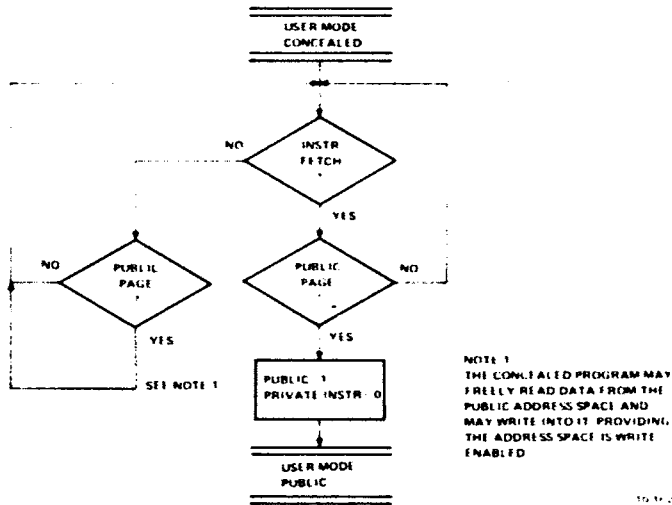 USER MODE
CONCEALED
NO
INSTR
FETCH
?
YES
NO
PUBLIC
PAGE
?
PUBLIC
PAGE
?
NO
YES
YES
SEE NOTE 1
PUBLIC 1
PRIVATE INSTR 0
USER MODE
PUBLIC
NOTE 1
THE CONCEALED PROGRAM MAY
FREELY READ DATA FROM THE
PUBLIC ADDRESS SPACE AND
MAY WRITE INTO IT PROVIDING
THE ADDRESS SPACE IS WRITE
ENABLED